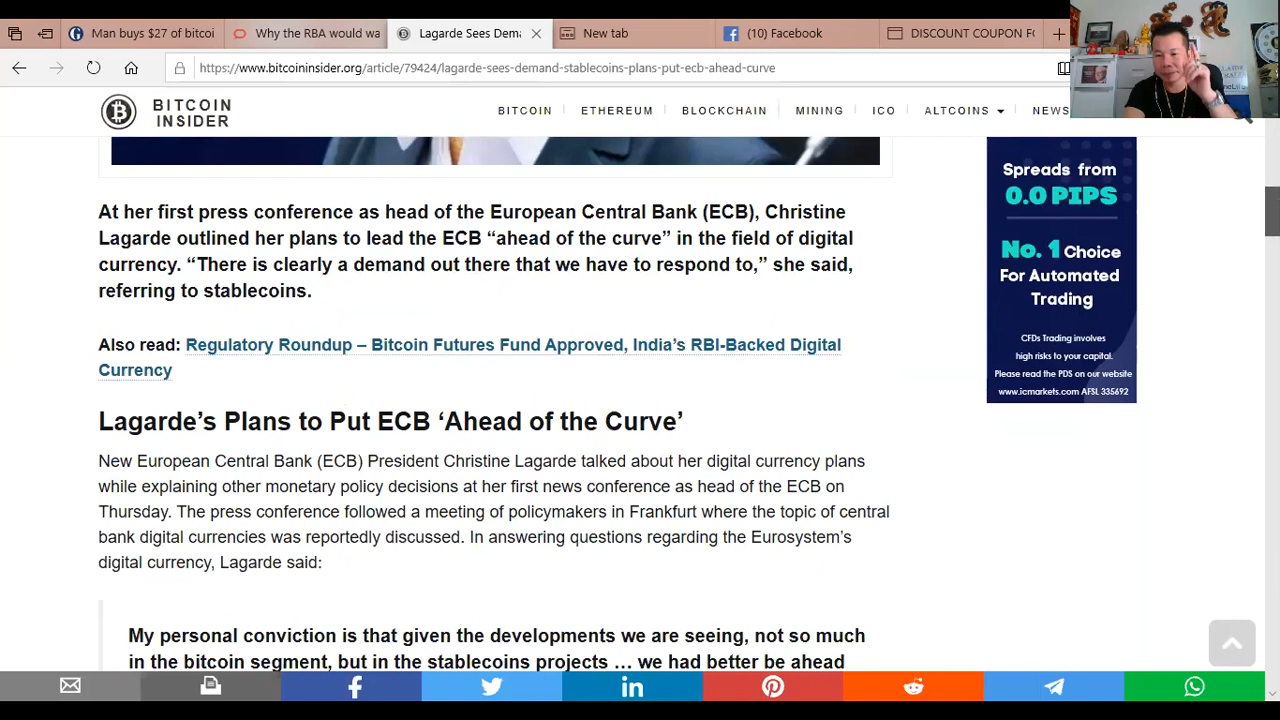 Man buys $27 of bitcoi
Why the RBA would wa
Lagarde Sees Dema
New tab
(10) Facebook
DISCOUNT COUPON FO
https://www.bitcoininsider.org/article/79424/lagarde-sees-demand-stablecoins-plans-put-ecb-ahead-curve
BITCOIN
INSIDER
BITCOIN
ETHEREUM
BLOCKCHAIN
MINING
ICO
ALTCOINS
NEWS
At her first press conference as head of the European Central Bank (ECB), Christine
Lagarde outlined her plans to lead the ECB “ahead of the curve” in the field of digital
currency. “There is clearly a demand out there that we have to respond to,” she said,
referring to stablecoins.
Also read: Regulatory Roundup – Bitcoin Futures Fund Approved, India’s RBI-Backed Digital
Currency
Lagarde’s Plans to Put ECB ‘Ahead of the Curve’
New European Central Bank (ECB) President Christine Lagarde talked about her digital currency plans
while explaining other monetary policy decisions at her first news conference as head of the ECB on
Thursday. The press conference followed a meeting of policymakers in Frankfurt where the topic of central
bank digital currencies was reportedly discussed. In answering questions regarding the Eurosystem’s
digital currency, Lagarde said:
My personal conviction is that given the developments we are seeing, not so much
in the bitcoin segment, but in the stablecoins projects … we had better be ahead
Spreads from
0.0 PIPS
No. 1 Choice
For Automated
Trading
CFDs Trading involves
high risks to your capital.
Please read the PDS on our website
www.icmarkets.com AFSL 335692